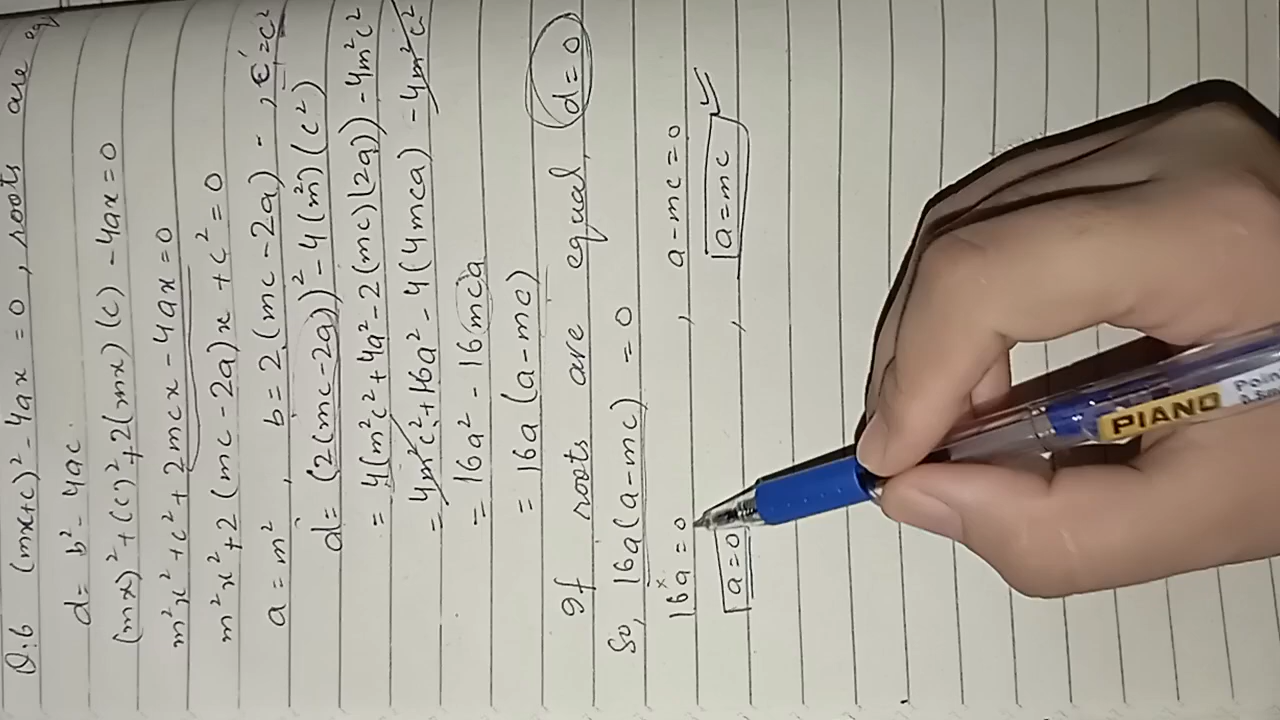 Q.6 (mx+c)² - 4ax = 0, roots are eq
d = b² - 4ac.
(mx)² + (c)² + 2(mx)(c) - 4ax = 0
m²x² + c² + 2mcx - 4ax = 0
m²x² + 2(mc - 2a)x + c² = 0
a = m², b = 2(mc - 2a) -, c = c²
d = (2(mc - 2a))² - 4(m²)(c²)
= 4(m²c² + 4a² - 2(mc)(2a)) - 4m²c²
= 4m²c² + 16a² - 4(4mca) - 4m²c²
= 16a² - 16mca
= 16a(a - mc)
If roots are equal, d = 0
So, 16a(a - mc) = 0
16a = 0, a - mc = 0
a = 0, a = mc
PIANO
Poin